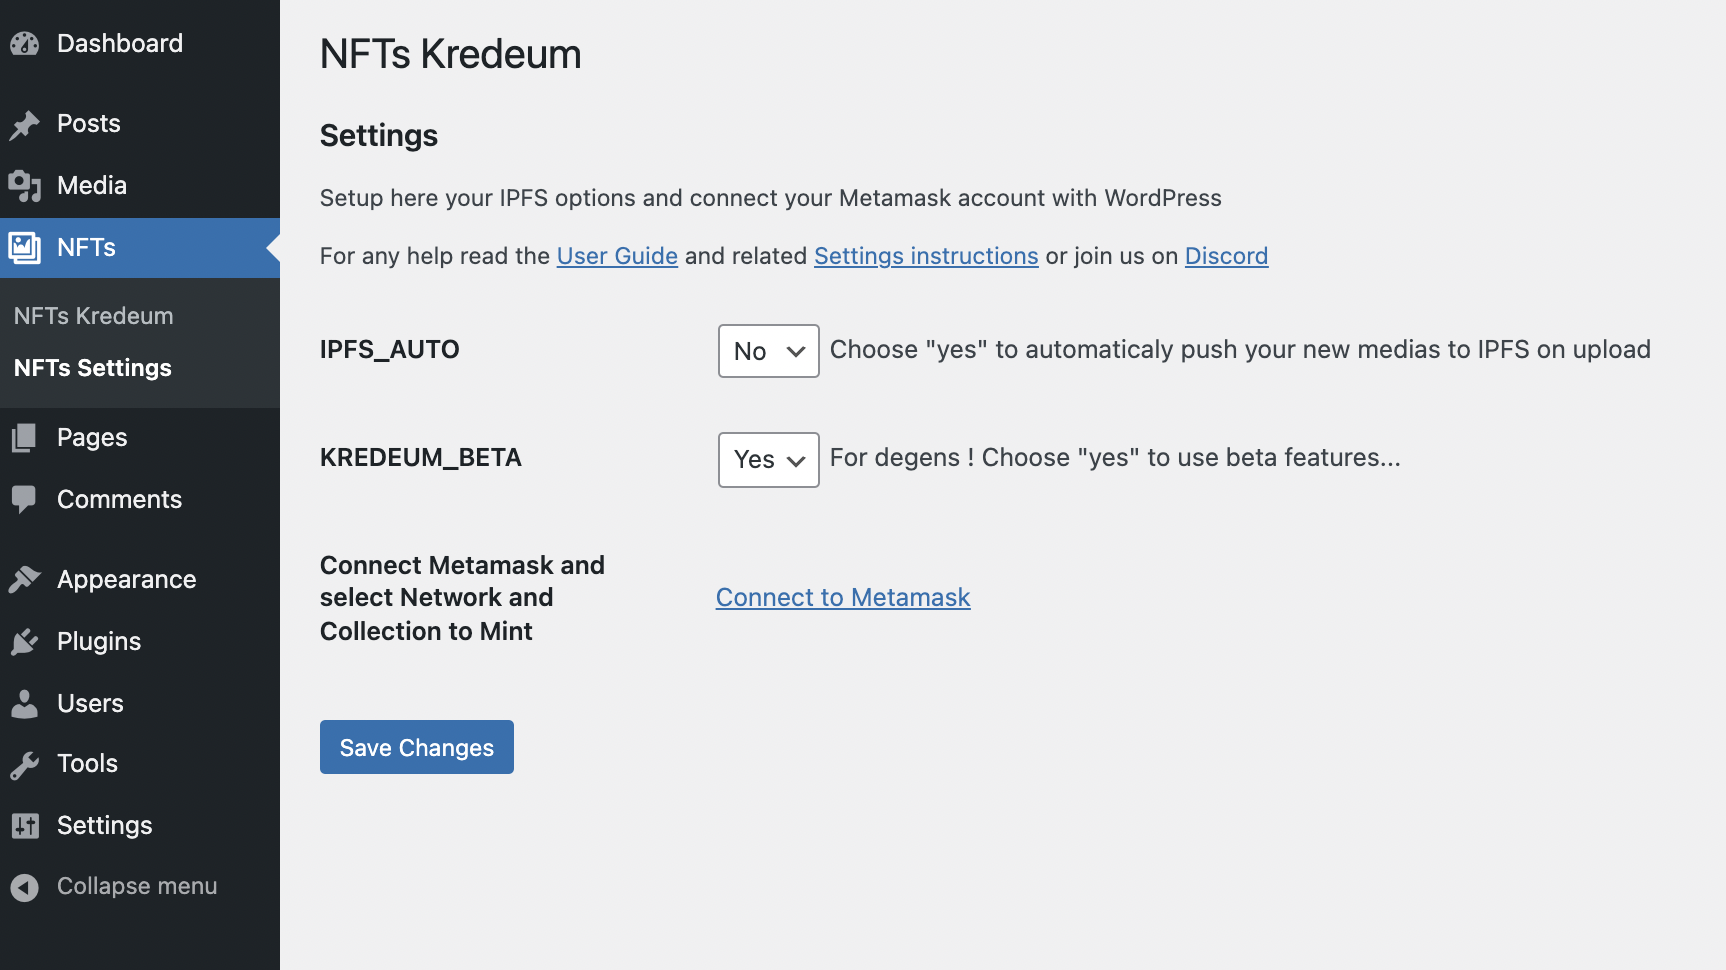 Dashboard
Posts
Media
NFTs
NFTs Kredeum
NFTs Settings
Pages
Comments
Appearance
Plugins
Users
Tools
Settings
Collapse menu
NFTs Kredeum
Settings
Setup here your IPFS options and connect your Metamask account with WordPress
For any help read the User Guide and related Settings instructions or join us on Discord
IPFS_AUTO
No
Choose "yes" to automaticaly push your new medias to IPFS on upload
KREDEUM_BETA
Yes
For degens ! Choose "yes" to use beta features...
Connect Metamask and
select Network and
Collection to Mint
Connect to Metamask
Save Changes